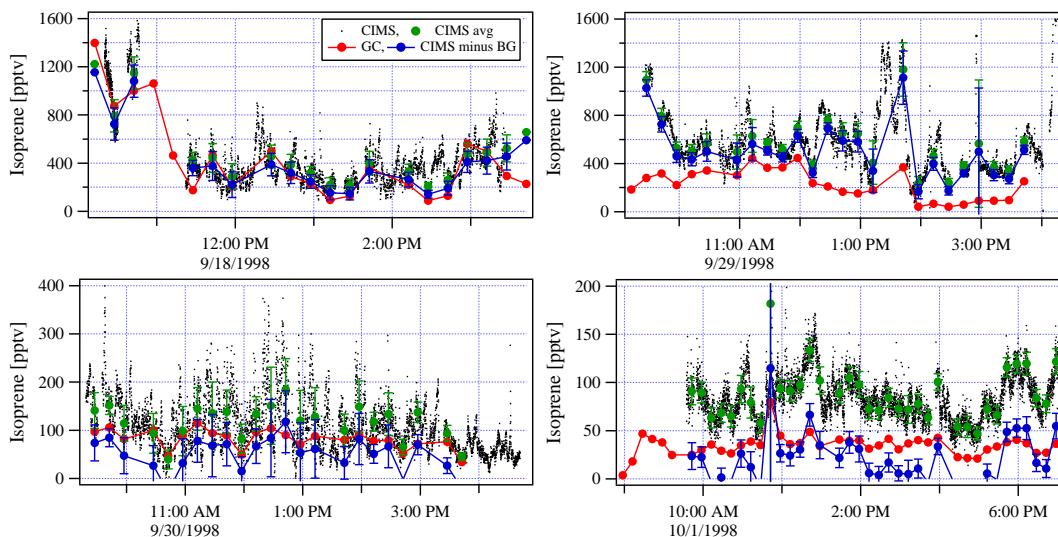 Isoprene [pptv]
1600
1200
800
400
0
CIMS,
CIMS avg
GC,
CIMS minus BG
12:00 PM
2:00 PM
9/18/1998
Isoprene [pptv]
1600
1200
800
400
0
11:00 AM
1:00 PM
3:00 PM
9/29/1998
Isoprene [pptv]
400
300
200
100
0
11:00 AM
1:00 PM
3:00 PM
9/30/1998
Isoprene [pptv]
200
150
100
50
0
10:00 AM
2:00 PM
6:00 PM
10/1/1998